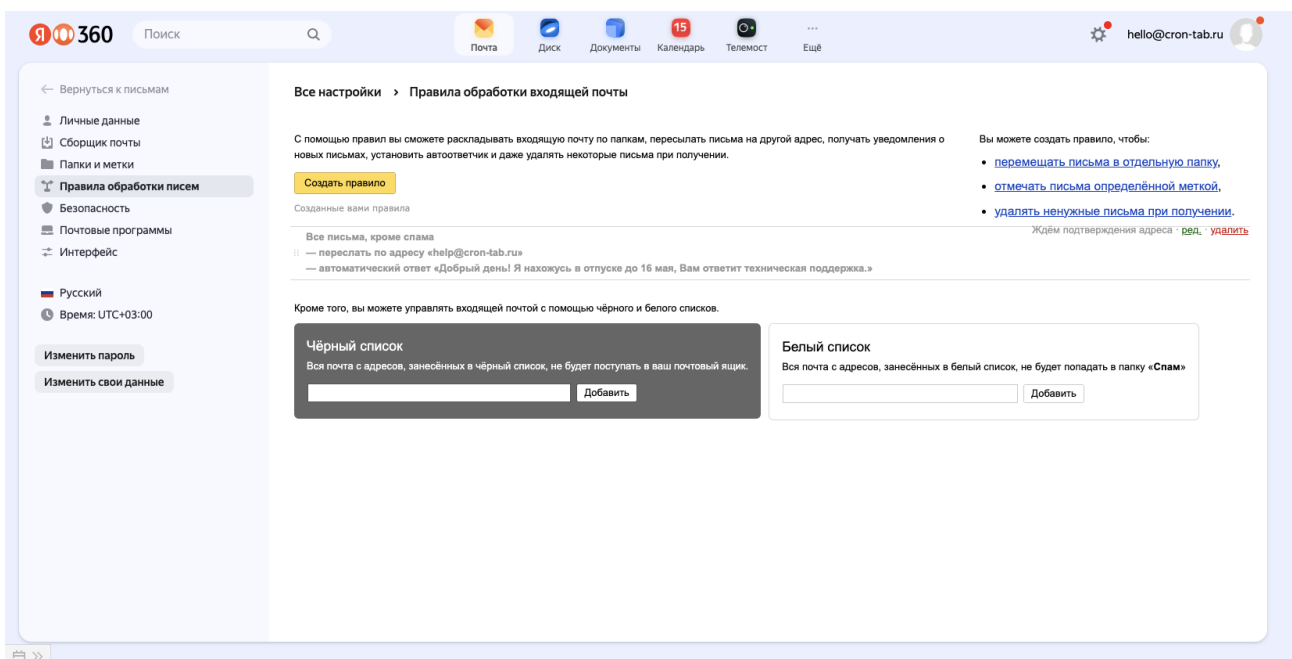 Я 360
Поиск
Почта
Диск
Документы
15
Календарь
Телемост
Ещё
hello@cron-tab.ru
Вернуться к письмам
Личные данные
Сборщик почты
Папки и метки
Правила обработки писем
Безопасность
Почтовые программы
Интерфейс
Русский
Время: UTC+03:00
Изменить пароль
Изменить свои данные
Все настройки › Правила обработки входящей почты
С помощью правил вы сможете раскладывать входящую почту по папкам, пересылать письма на другой адрес, получать уведомления о
новых письмах, установить автоответчик и даже удалять некоторые письма при получении.
Создать правило
Созданные вами правила
Вы можете создать правило, чтобы:
• перемещать письма в отдельную папку,
• отмечать письма определённой меткой,
• удалять ненужные письма при получении.
Ждём подтверждения адреса · ред. · удалить
Все письма, кроме спама
— переслать по адресу «help@cron-tab.ru»
— автоматический ответ «Добрый день! Я нахожусь в отпуске до 16 мая, Вам ответит техническая поддержка.»
Кроме того, вы можете управлять входящей почтой с помощью чёрного и белого списков.
Чёрный список
Вся почта с адресов, занесённых в чёрный список, не будет поступать в ваш почтовый ящик.
Добавить
Белый список
Вся почта с адресов, занесённых в белый список, не будет попадать в папку «Спам»
Добавить